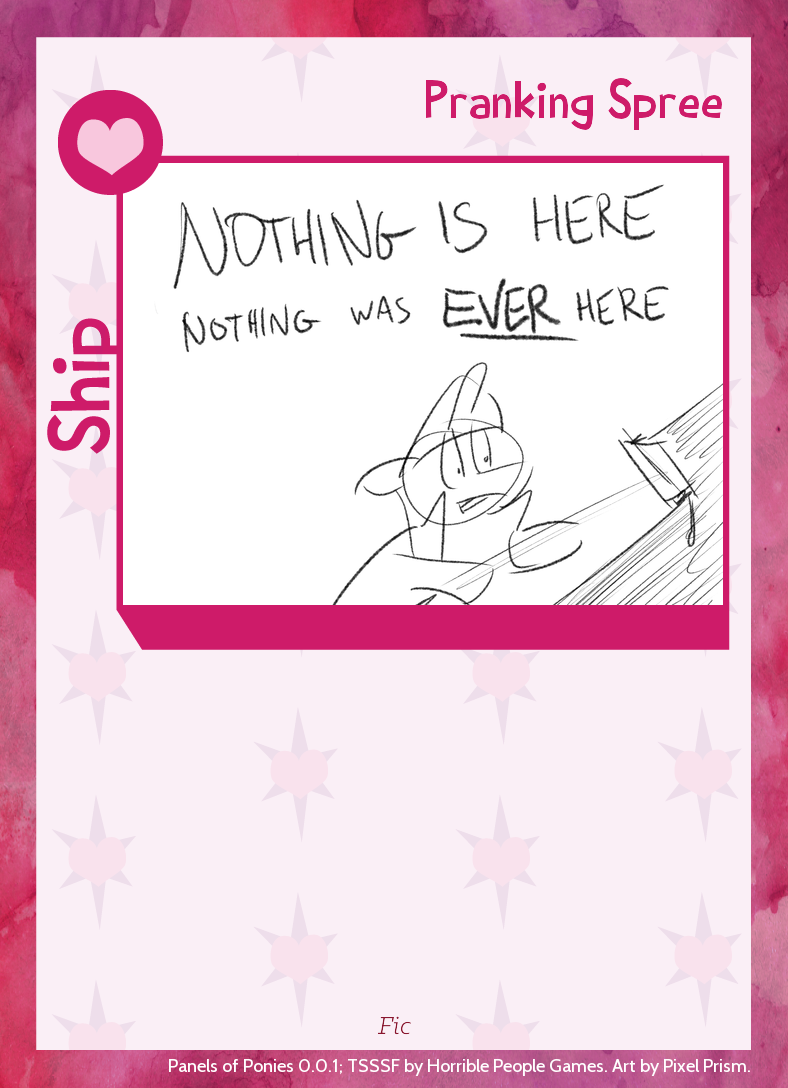 Pranking Spree
Ship
NOTHING IS HERE
NOTHING WAS EVER HERE
Fic
Panels of Ponies 0.0.1; TSSSF by Horrible People Games. Art by Pixel Prism.